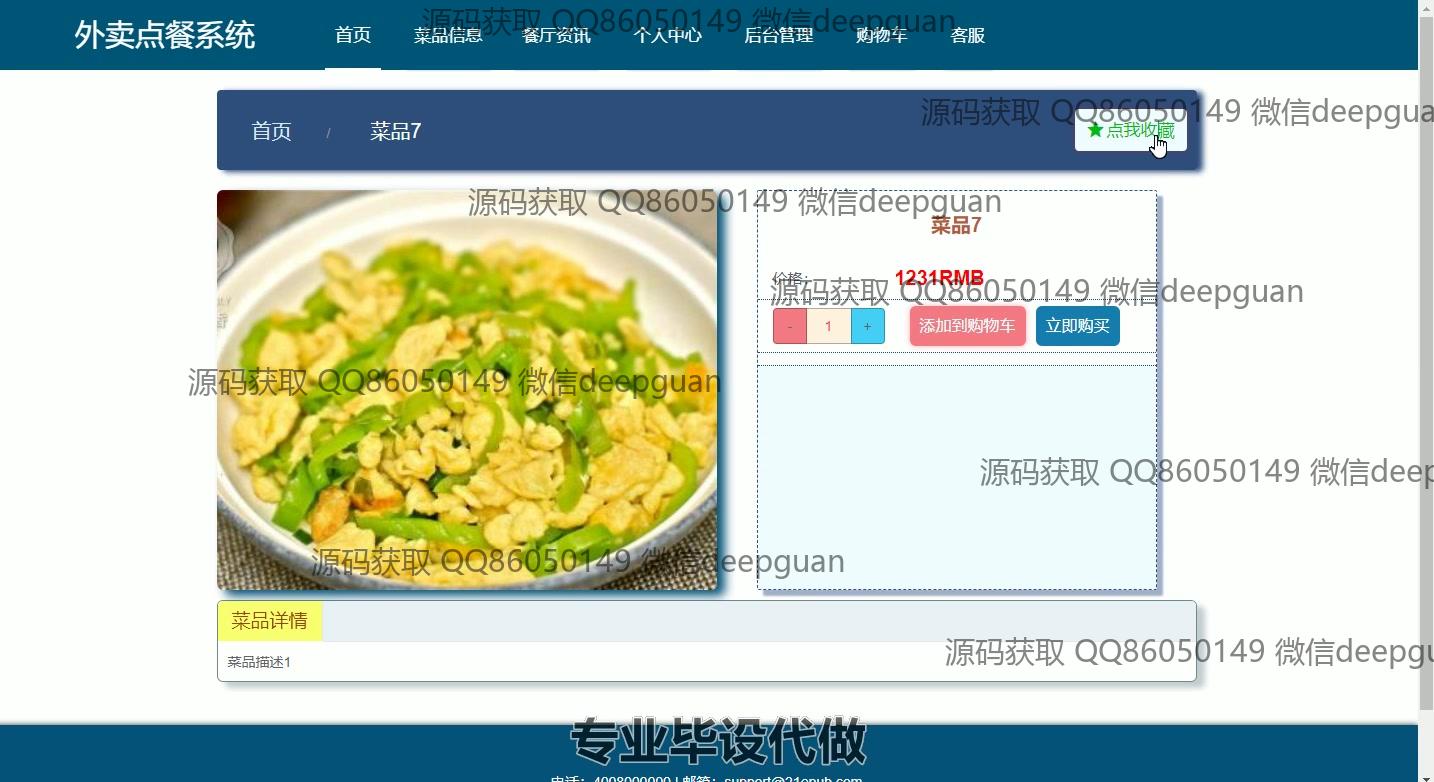 外卖点餐系统 首页 菜品信息 餐厅资讯 个人中心 后台管理 购物车 客服
源码获取 QQ86050149 微信deepguan
首页 / 菜品7 ★点我收藏
源码获取 QQ86050149 微信deepgua
源码获取 QQ86050149 微信deepguan
菜品7
价格: 1231RMB
源码获取 QQ86050149 微信deepguan
- 1 + 添加到购物车 立即购买
源码获取 QQ86050149 微信deepguan
源码获取 QQ86050149 微信deep
源码获取 QQ86050149 微信deepguan
菜品详情
源码获取 QQ86050149 微信deepgu
菜品描述1
专业毕设代做
电话：4008000000 | 邮箱：support@21epub.com